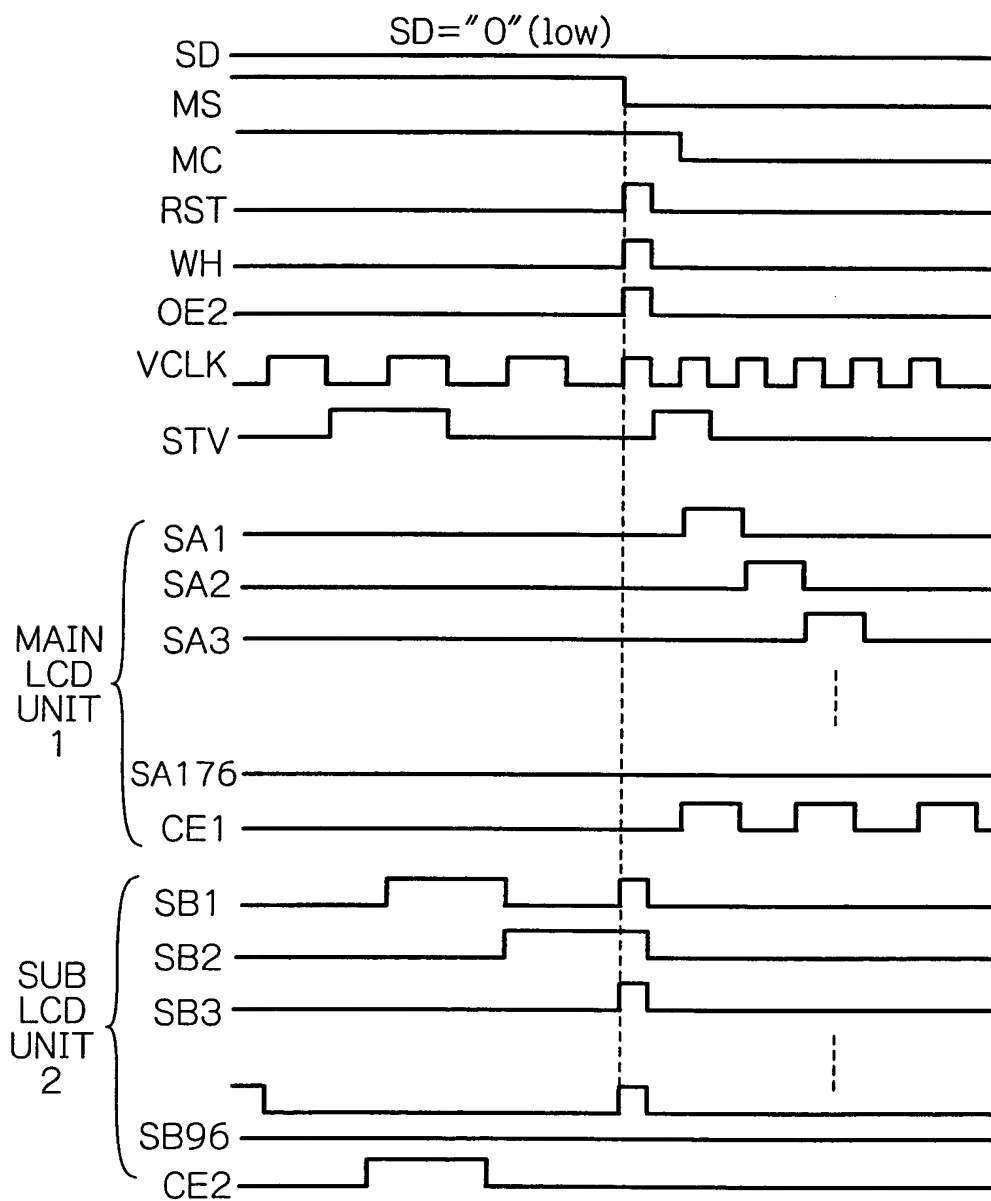 SD="0"(low)
SD
MS
MC
RST
WH
OE2
VCLK
STV
MAIN
LCD
UNIT
1
SA1
SA2
SA3
SA176
CE1
SUB
LCD
UNIT
2
SB1
SB2
SB3
SB96
CE2